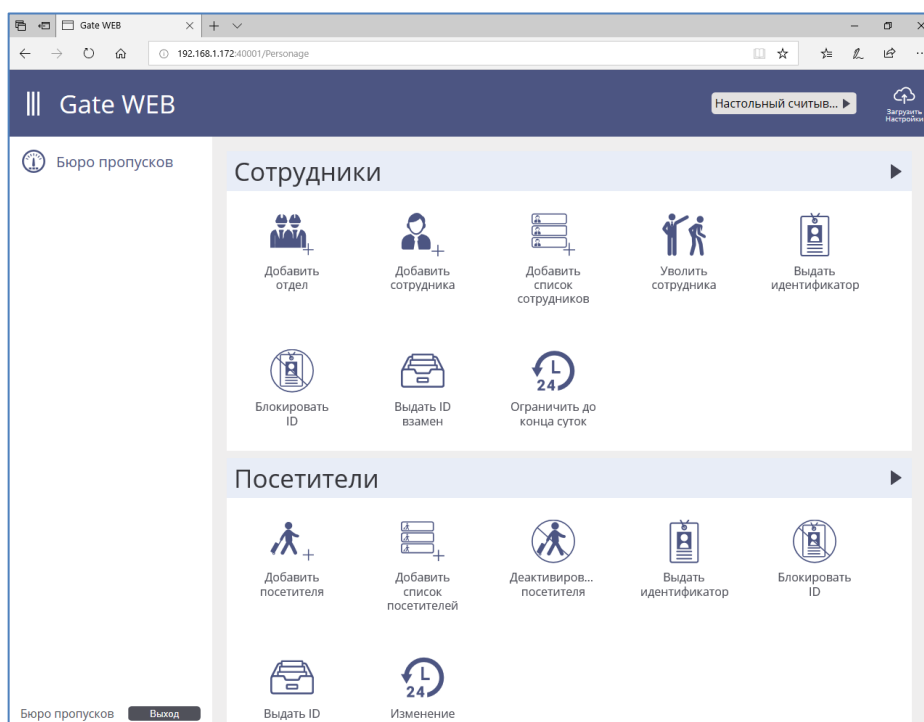 Gate WEB
192.168.1.172:40001/Personage
Gate WEB
Настольный считыв...
Загрузить
Настройки
Бюро пропусков
Сотрудники
Добавить
отдел
Добавить
сотрудника
Добавить
список
сотрудников
Уволить
сотрудника
Выдать
идентификатор
Блокировать
ID
Выдать ID
взамен
24
Ограничить до
конца суток
Посетители
Добавить
посетителя
Добавить
список
посетителей
Деактивиров...
посетителя
Выдать
идентификатор
Блокировать
ID
Выдать ID
24
Изменение
Бюро пропусков
Выход